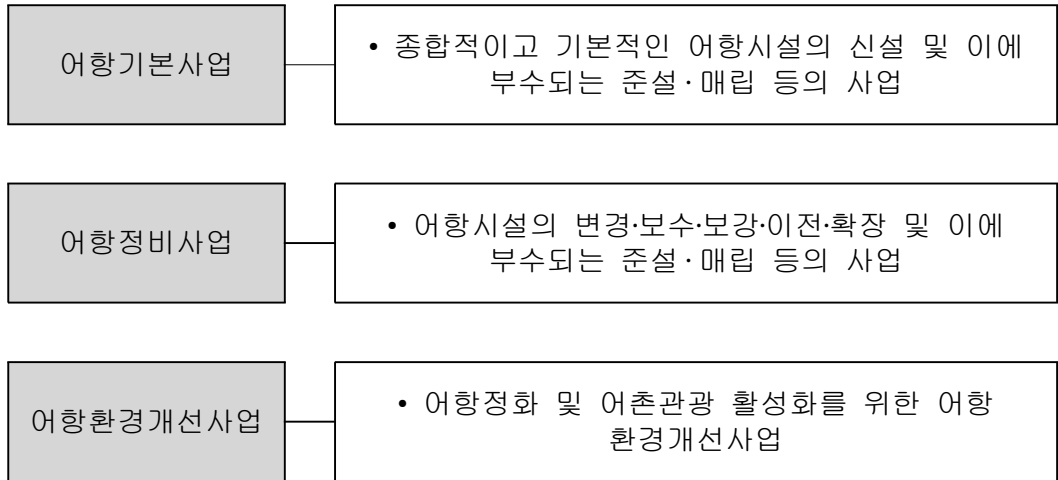 어항기본사업
• 종합적이고 기본적인 어항시설의 신설 및 이에
부수되는 준설·매립 등의 사업
어항정비사업
• 어항시설의 변경·보수·보강·이전·확장 및 이에
부수되는 준설·매립 등의 사업
어항환경개선사업
• 어항정화 및 어촌관광 활성화를 위한 어항
환경개선사업